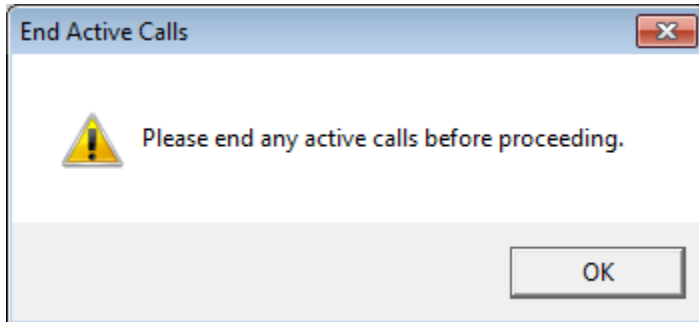 End Active Calls
Please end any active calls before proceeding.
OK